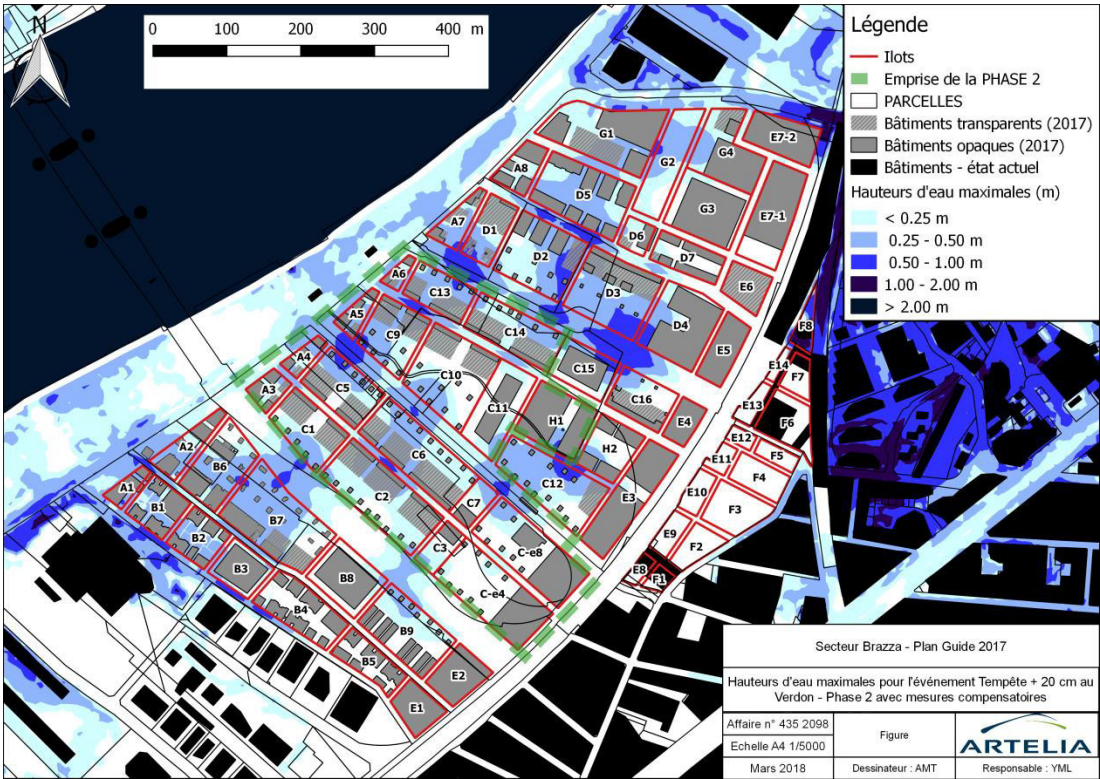 N
0 100 200 300 400 m
Légende
Ilots
Emprise de la PHASE 2
PARCELLES
Bâtiments transparents (2017)
Bâtiments opaques (2017)
Bâtiments - état actuel
Hauteurs d'eau maximales (m)
< 0.25 m
0.25 - 0.50 m
0.50 - 1.00 m
1.00 - 2.00 m
> 2.00 m
G1
G2
G4
E7-2
A8
D5
G3
E7-1
A7
D1
D2
D6
D7
E6
A6
C13
D3
A5
C9
C14
D4
E5
F8
A4
C5
C10
C15
E14
F7
A3
C11
C16
E13
F6
C1
H1
E4
A2
C6
H2
E12
F5
B6
E11
F4
A1
C2
C7
C12
E3
E10
F3
B1
B7
B2
C3
C-e8
E9
F2
B3
B8
C-e4
E8
F1
B4
B9
B5
E2
E1
Secteur Brazza - Plan Guide 2017
Hauteurs d'eau maximales pour l'événement Tempête + 20 cm au
Verdon - Phase 2 avec mesures compensatoires
Affaire n° 435 2098
Figure
ARTELIA
Echelle A4 1/5000
Mars 2018
Dessinateur : AMT
Responsable : YML